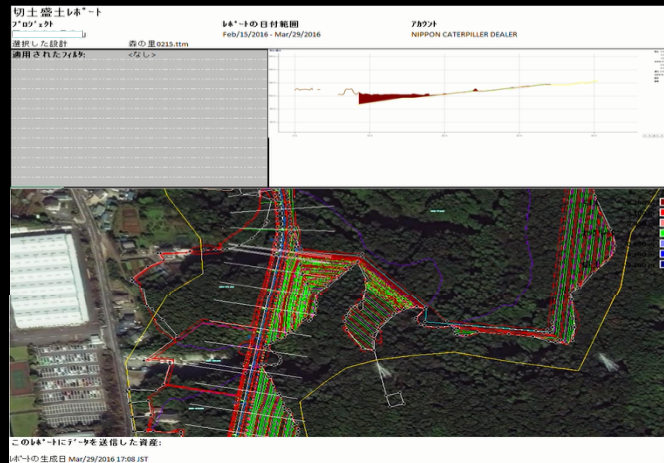 切土盛土ﾚﾎﾟｰﾄ
ﾌﾟﾛｼﾞｪｸﾄ
ﾚﾎﾟｰﾄの日付範囲
ｱｶｳﾝﾄ
Feb/15/2016 - Mar/29/2016
NIPPON CATERPILLER DEALER
選択した設計
森の里0215.ttm
適用されたﾌｨﾙﾀ:
<なし>
このﾚﾎﾟｰﾄにﾃﾞｰﾀを送信した資産:
ﾚﾎﾟｰﾄの生成日 Mar/29/2016 17:08 JST